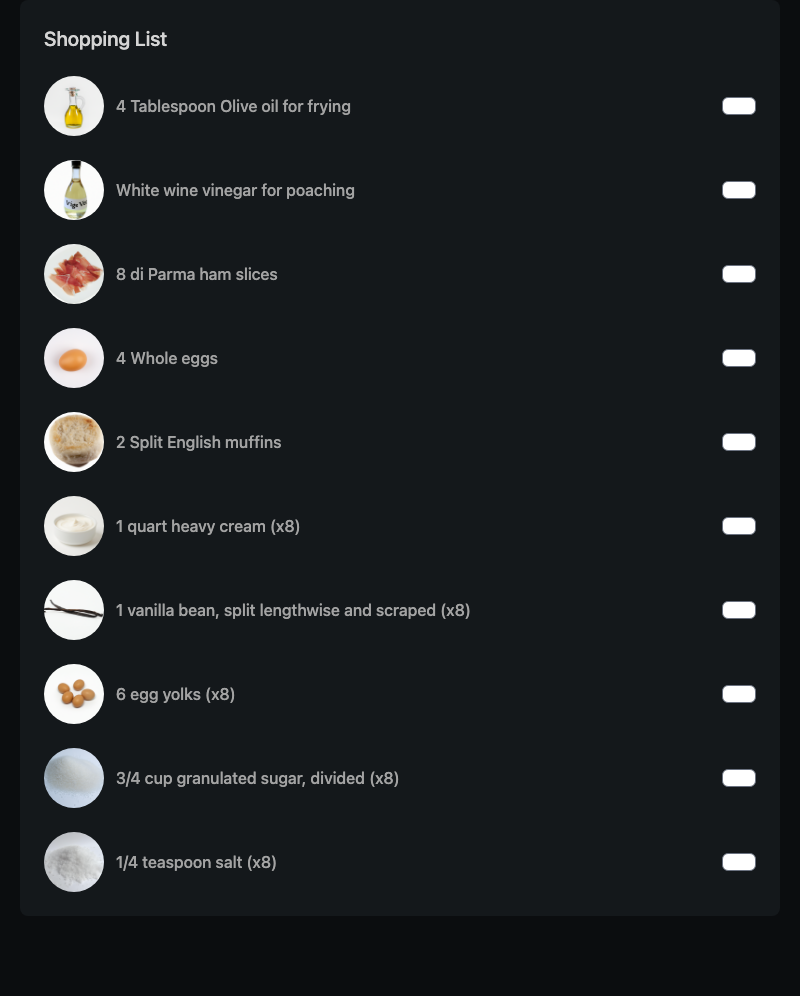 Shopping List
4 Tablespoon Olive oil for frying
White wine vinegar for poaching
8 di Parma ham slices
4 Whole eggs
2 Split English muffins
1 quart heavy cream (x8)
1 vanilla bean, split lengthwise and scraped (x8)
6 egg yolks (x8)
3/4 cup granulated sugar, divided (x8)
1/4 teaspoon salt (x8)